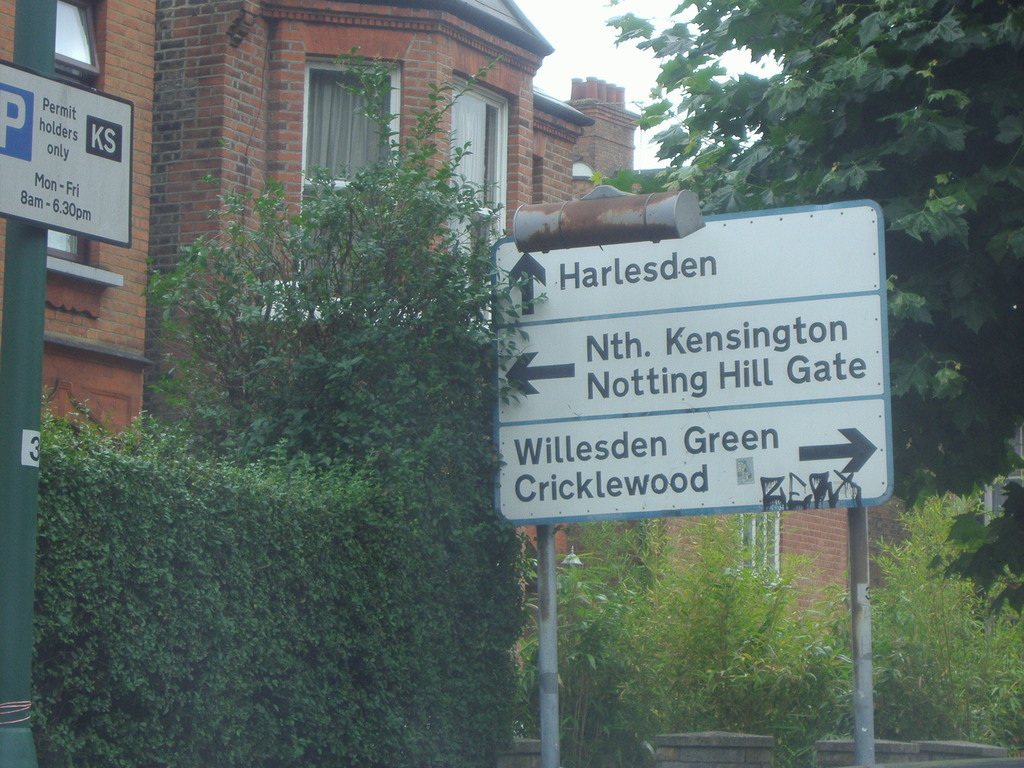 P
Permit
holders
only
KS
Mon - Fri
8am - 6.30pm
3
Harlesden
Nth. Kensington
Notting Hill Gate
Willesden Green
Cricklewood